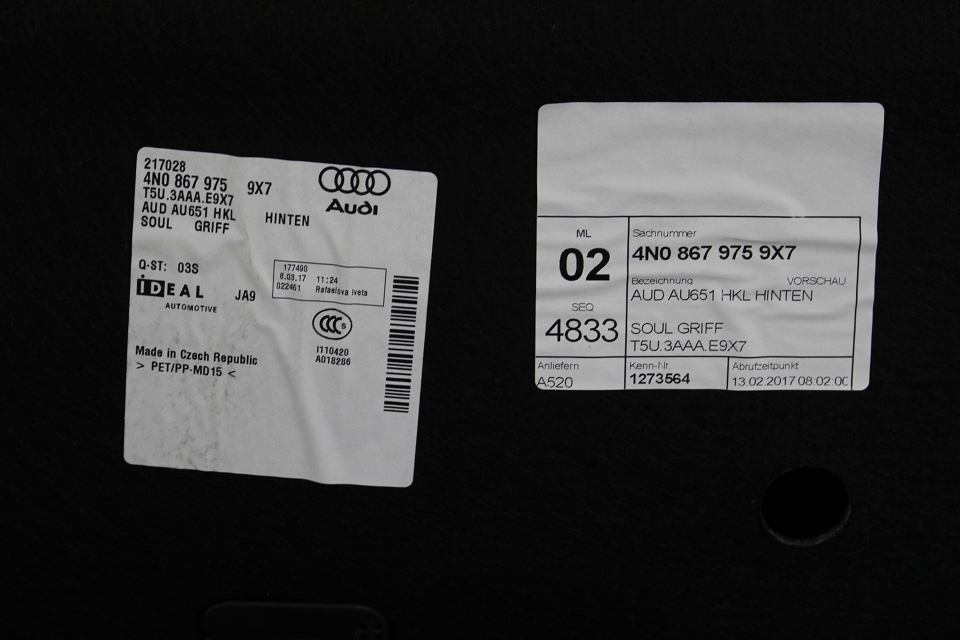 217028
4N0 867 975 9X7
T5U.3AAA.E9X7
AUD AU651 HKL HINTEN
SOUL GRIFF
Audi
Q-ST: 03S
IDEAL JA9
AUTOMOTIVE
177490
8.03.17 11:24
022461 Rafaelova Iveta
CCC S
I110420
A018286
Made in Czech Republic
> PET/PP-MD15 <
ML
02
SEQ
4833
Sachnummer
4N0 867 975 9X7
Bezeichnung VORSCHAU
AUD AU651 HKL HINTEN
SOUL GRIFF
T5U.3AAA.E9X7
Anliefern
A520
Kenn-Nr.
1273564
Abrufzeitpunkt
13.02.2017 08:02:00